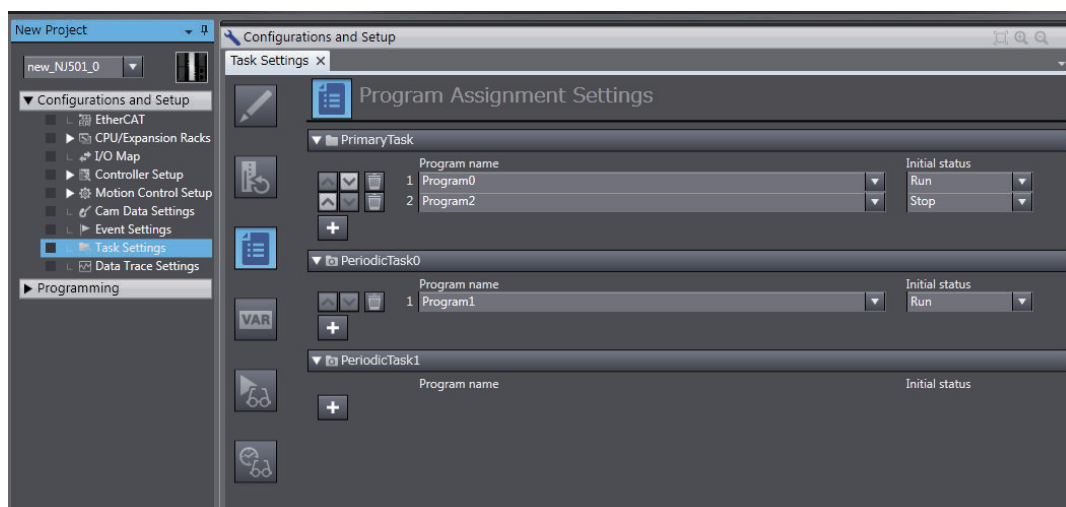 New Project
new_NJ501_0
Configurations and Setup
EtherCAT
CPU/Expansion Racks
I/O Map
Controller Setup
Motion Control Setup
Cam Data Settings
Event Settings
Task Settings
Data Trace Settings
Programming
Configurations and Setup
Task Settings
VAR
Program Assignment Settings
PrimaryTask
Program name Initial status
1 Program0 Run
2 Program2 Stop
PeriodicTask0
Program name Initial status
1 Program1 Run
PeriodicTask1
Program name Initial status